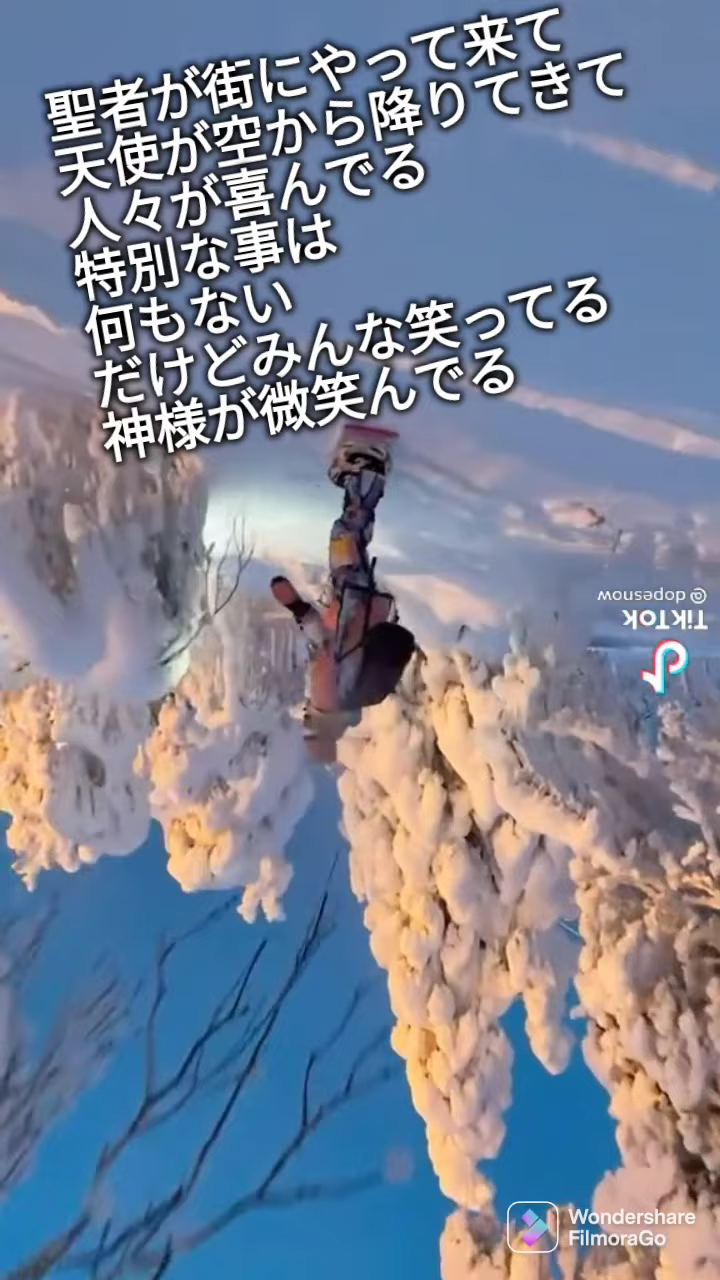 聖者が街にやって来て
天使が空から降りてきて
人々が喜んでる
特別な事は
何もない
だけどみんな笑ってる
神様が微笑んでる
@dopesnow
TikTok
Wondershare
FilmoraGo